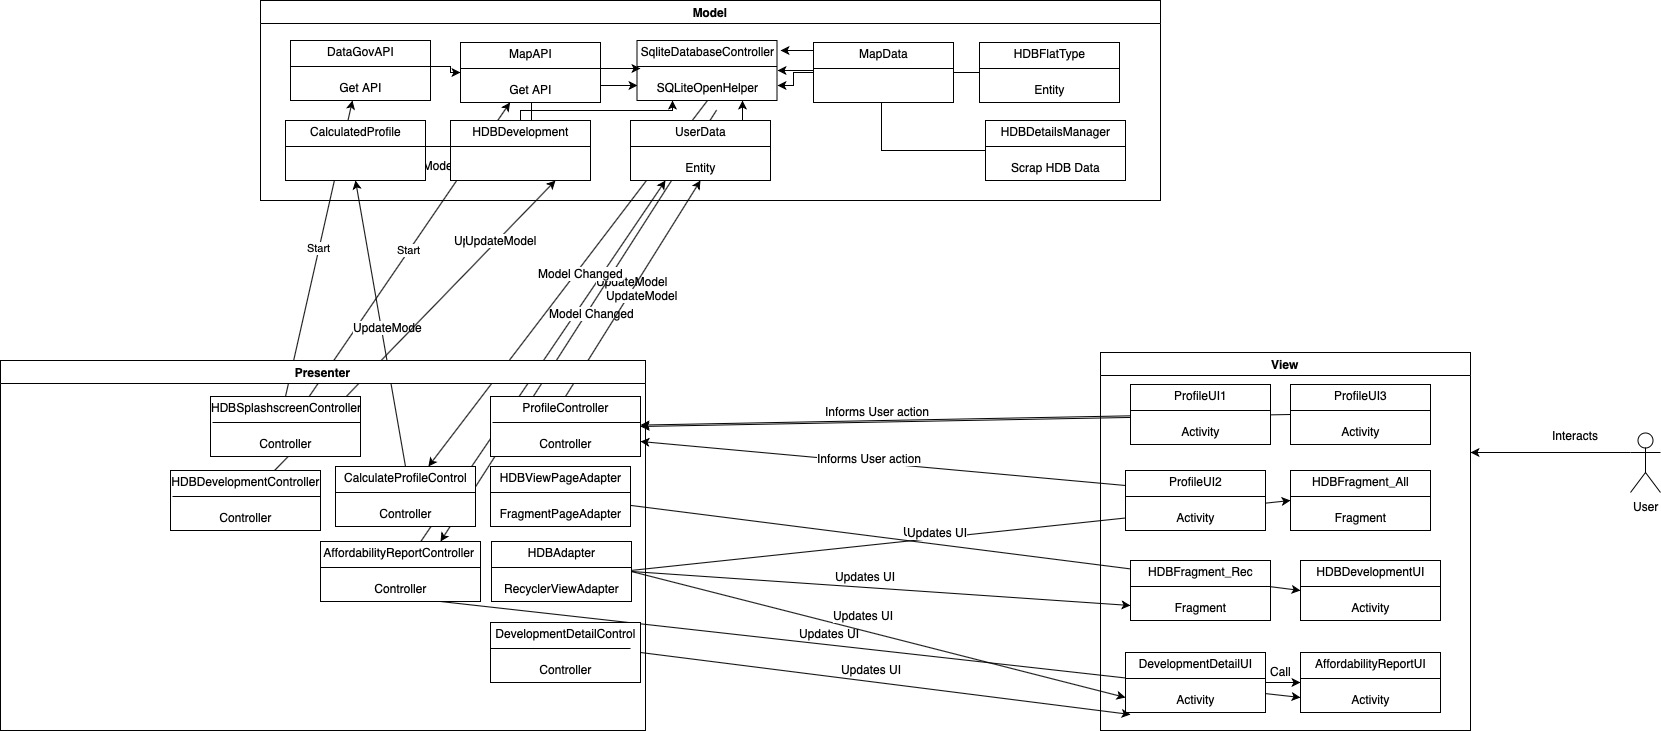 Model
DataGovAPI
Get API
MapAPI
Get API
SqliteDatabaseController
SQLiteOpenHelper
MapData
HDBFlatType
Entity
CalculatedProfile
HDBDevelopment
UserData
Entity
HDBDetailsManager
Scrap HDB Data
Mode
Start
Start
UpdateModel
Model Changed
UpdateModel
UpdateModel
Model Changed
UpdateMode
Presenter
HDBSplashscreenController
Controller
ProfileController
Controller
HDBDevelopmentController
Controller
CalculateProfileControl
Controller
HDBViewPageAdapter
FragmentPageAdapter
AffordabilityReportController
Controller
HDBAdapter
RecyclerViewAdapter
DevelopmentDetailControl
Controller
Informs User action
Informs User action
Updates UI
Updates UI
Updates UI
Updates UI
Updates UI
View
ProfileUI1
Activity
ProfileUI3
Activity
ProfileUI2
Activity
HDBFragment_All
Fragment
HDBFragment_Rec
Fragment
HDBDevelopmentUI
Activity
DevelopmentDetailUI
Activity
Call
AffordabilityReportUI
Activity
Interacts
User